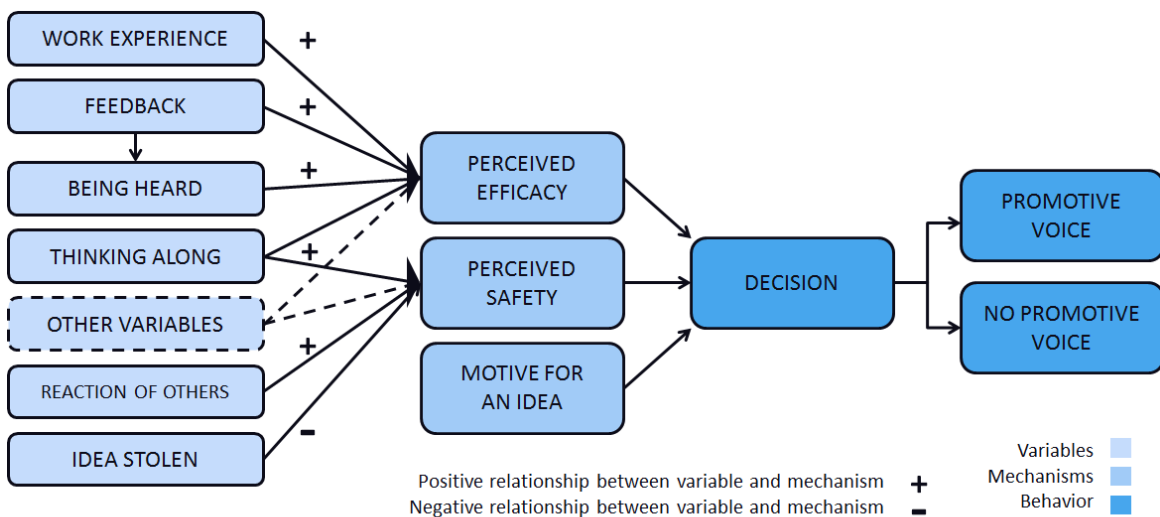 WORK EXPERIENCE
+
FEEDBACK
+
BEING HEARD
+
THINKING ALONG
+
OTHER VARIABLES
+
REACTION OF OTHERS
-
IDEA STOLEN
PERCEIVED
EFFICACY
PERCEIVED
SAFETY
MOTIVE FOR
AN IDEA
DECISION
PROMOTIVE
VOICE
NO PROMOTIVE
VOICE
Positive relationship between variable and mechanism +
Negative relationship between variable and mechanism -
Variables
Mechanisms
Behavior